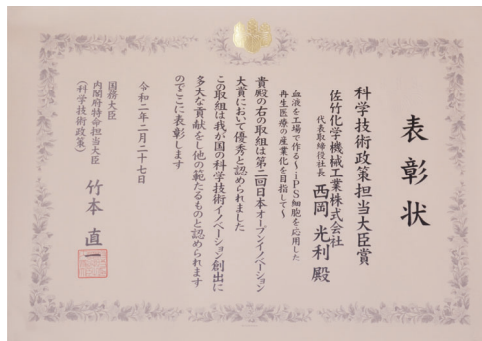 表彰状
科学技術政策担当大臣賞
佐竹化学機械工業株式会社
代表取締役社長 西岡 光利 殿
血液を工場で作る〜iPS細胞を応用した
再生医療の産業化を目指して〜
貴殿の右の取組は第二回日本オープンイノベーション
大賞において優秀と認められました
この取組は我が国の科学技術イノベーション創出に
多大な貢献をし他の範たるものと認められます
のでここに表彰します
令和二年二月二十七日
国務大臣
内閣府特命担当大臣 竹本 直一
(科学技術政策)